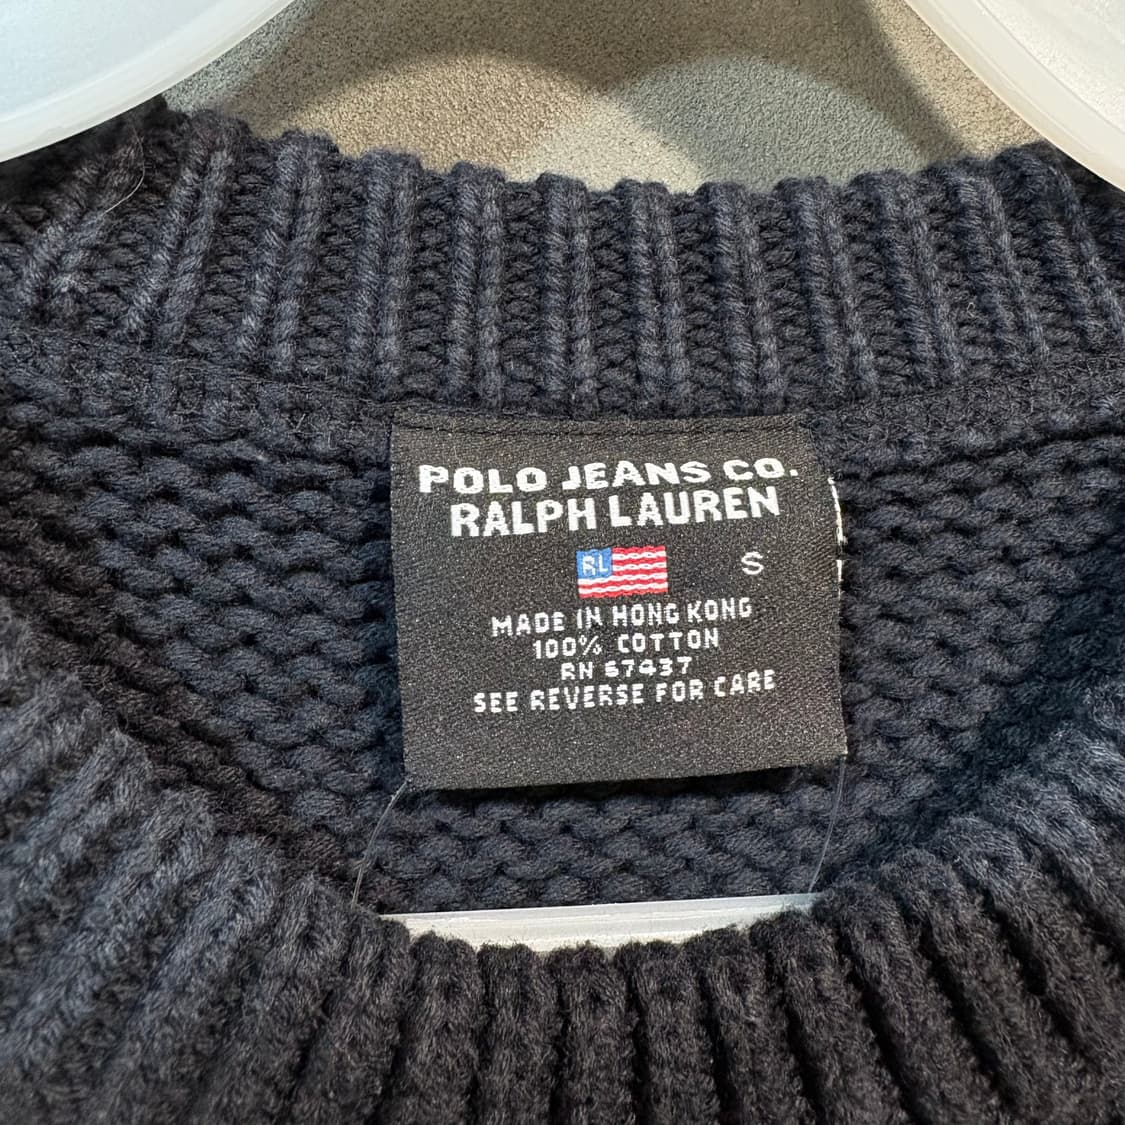 POLO JEANS CO.
RALPH LAUREN
RL
S
MADE IN HONG KONG
100% COTTON
RN 67437
SEE REVERSE FOR CARE